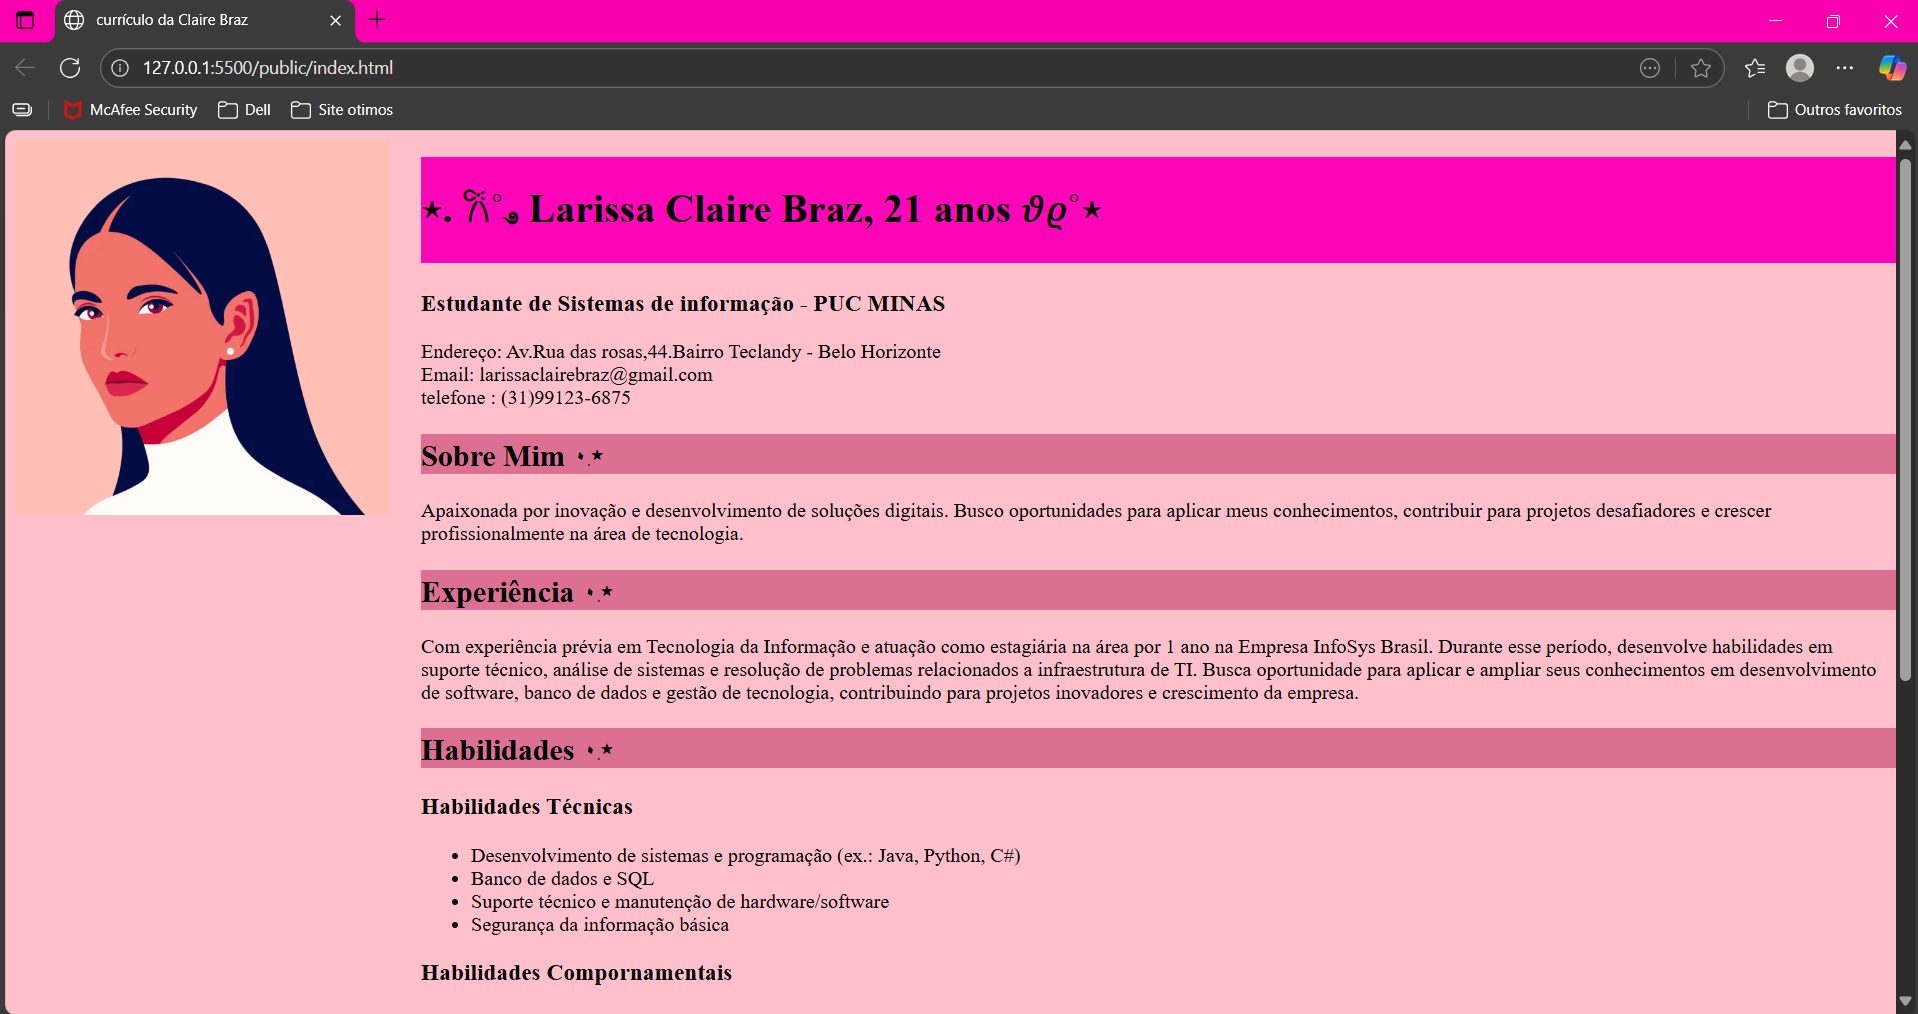 currículo da Claire Braz
127.0.0.1:5500/public/index.html
McAfee Security Dell Site otimos Outros favoritos
⋆. 𐙚˚࿔ Larissa Claire Braz, 21 anos 𝜗𝜚˚⋆
Estudante de Sistemas de informação - PUC MINAS
Endereço: Av.Rua das rosas,44.Bairro Teclandy - Belo Horizonte
Email: larissaclairebraz@gmail.com
telefone : (31)99123-6875
Sobre Mim ⬩.⋆
Apaixonada por inovação e desenvolvimento de soluções digitais. Busco oportunidades para aplicar meus conhecimentos, contribuir para projetos desafiadores e crescer
profissionalmente na área de tecnologia.
Experiência ⬩.⋆
Com experiência prévia em Tecnologia da Informação e atuação como estagiária na área por 1 ano na Empresa InfoSys Brasil. Durante esse período, desenvolve habilidades em
suporte técnico, análise de sistemas e resolução de problemas relacionados a infraestrutura de TI. Busca oportunidade para aplicar e ampliar seus conhecimentos em desenvolvimento
de software, banco de dados e gestão de tecnologia, contribuindo para projetos inovadores e crescimento da empresa.
Habilidades ⬩.⋆
Habilidades Técnicas
• Desenvolvimento de sistemas e programação (ex.: Java, Python, C#)
• Banco de dados e SQL
• Suporte técnico e manutenção de hardware/software
• Segurança da informação básica
Habilidades Compornamentais